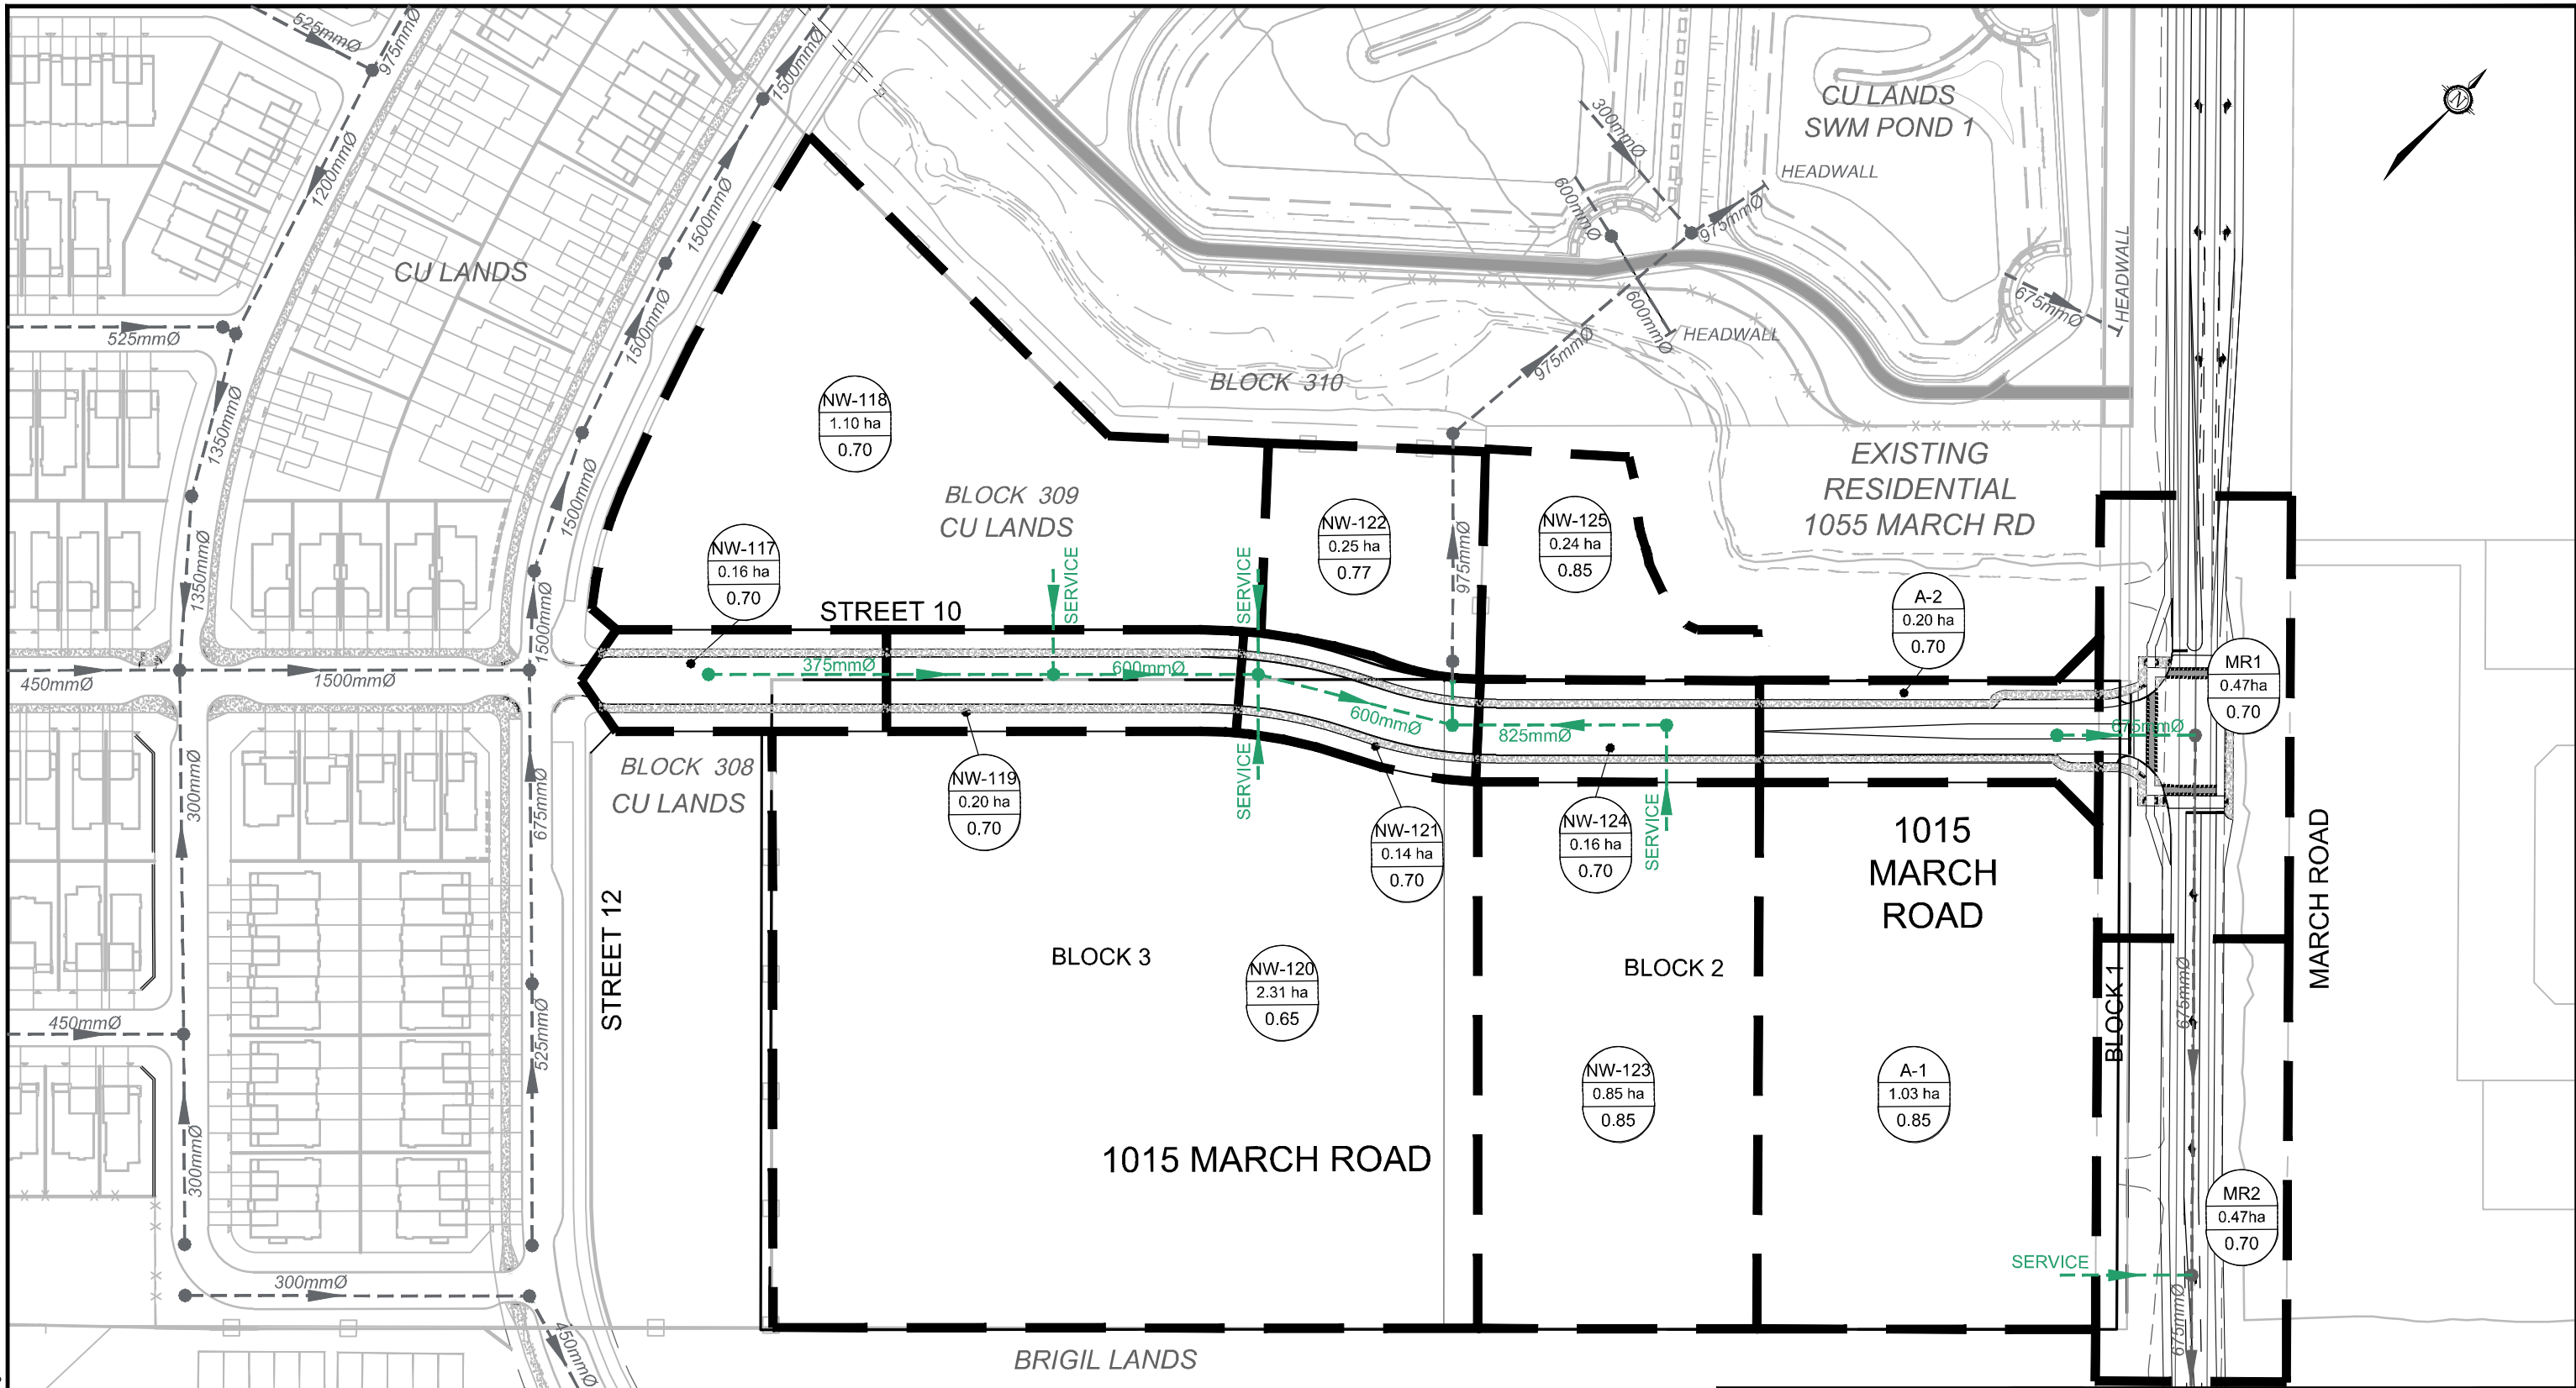 525mmØ
975mmØ
1500mmØ
1200mmØ
CU LANDS
1500mmØ
1500mmØ
525mmØ
1350mmØ
1500mmØ
1350mmØ
1500mmØ
450mmØ
1500mmØ
300mmØ
675mmØ
450mmØ
525mmØ
300mmØ
300mmØ
450mmØ
CU LANDS
SWM POND 1
HEADWALL
300mmØ
600mmØ
975mmØ
600mmØ
HEADWALL
975mmØ
675mmØ
HEADWALL
N
BLOCK 310
NW-118
1.10 ha
0.70
BLOCK 309
CU LANDS
NW-117
0.16 ha
0.70
STREET 10
SERVICE
SERVICE
NW-122
0.25 ha
0.77
975mmØ
NW-125
0.24 ha
0.85
EXISTING
RESIDENTIAL
1055 MARCH RD
A-2
0.20 ha
0.70
MR1
0.47ha
0.70
375mmØ
600mmØ
600mmØ
825mmØ
675mmØ
BLOCK 308
CU LANDS
NW-119
0.20 ha
0.70
SERVICE
NW-121
0.14 ha
0.70
NW-124
0.16 ha
0.70
SERVICE
1015
MARCH
ROAD
MARCH ROAD
STREET 12
BLOCK 3
NW-120
2.31 ha
0.65
BLOCK 2
BLOCK 1
675mmØ
NW-123
0.85 ha
0.85
A-1
1.03 ha
0.85
1015 MARCH ROAD
MR2
0.47ha
0.70
SERVICE
675mmØ
BRIGIL LANDS